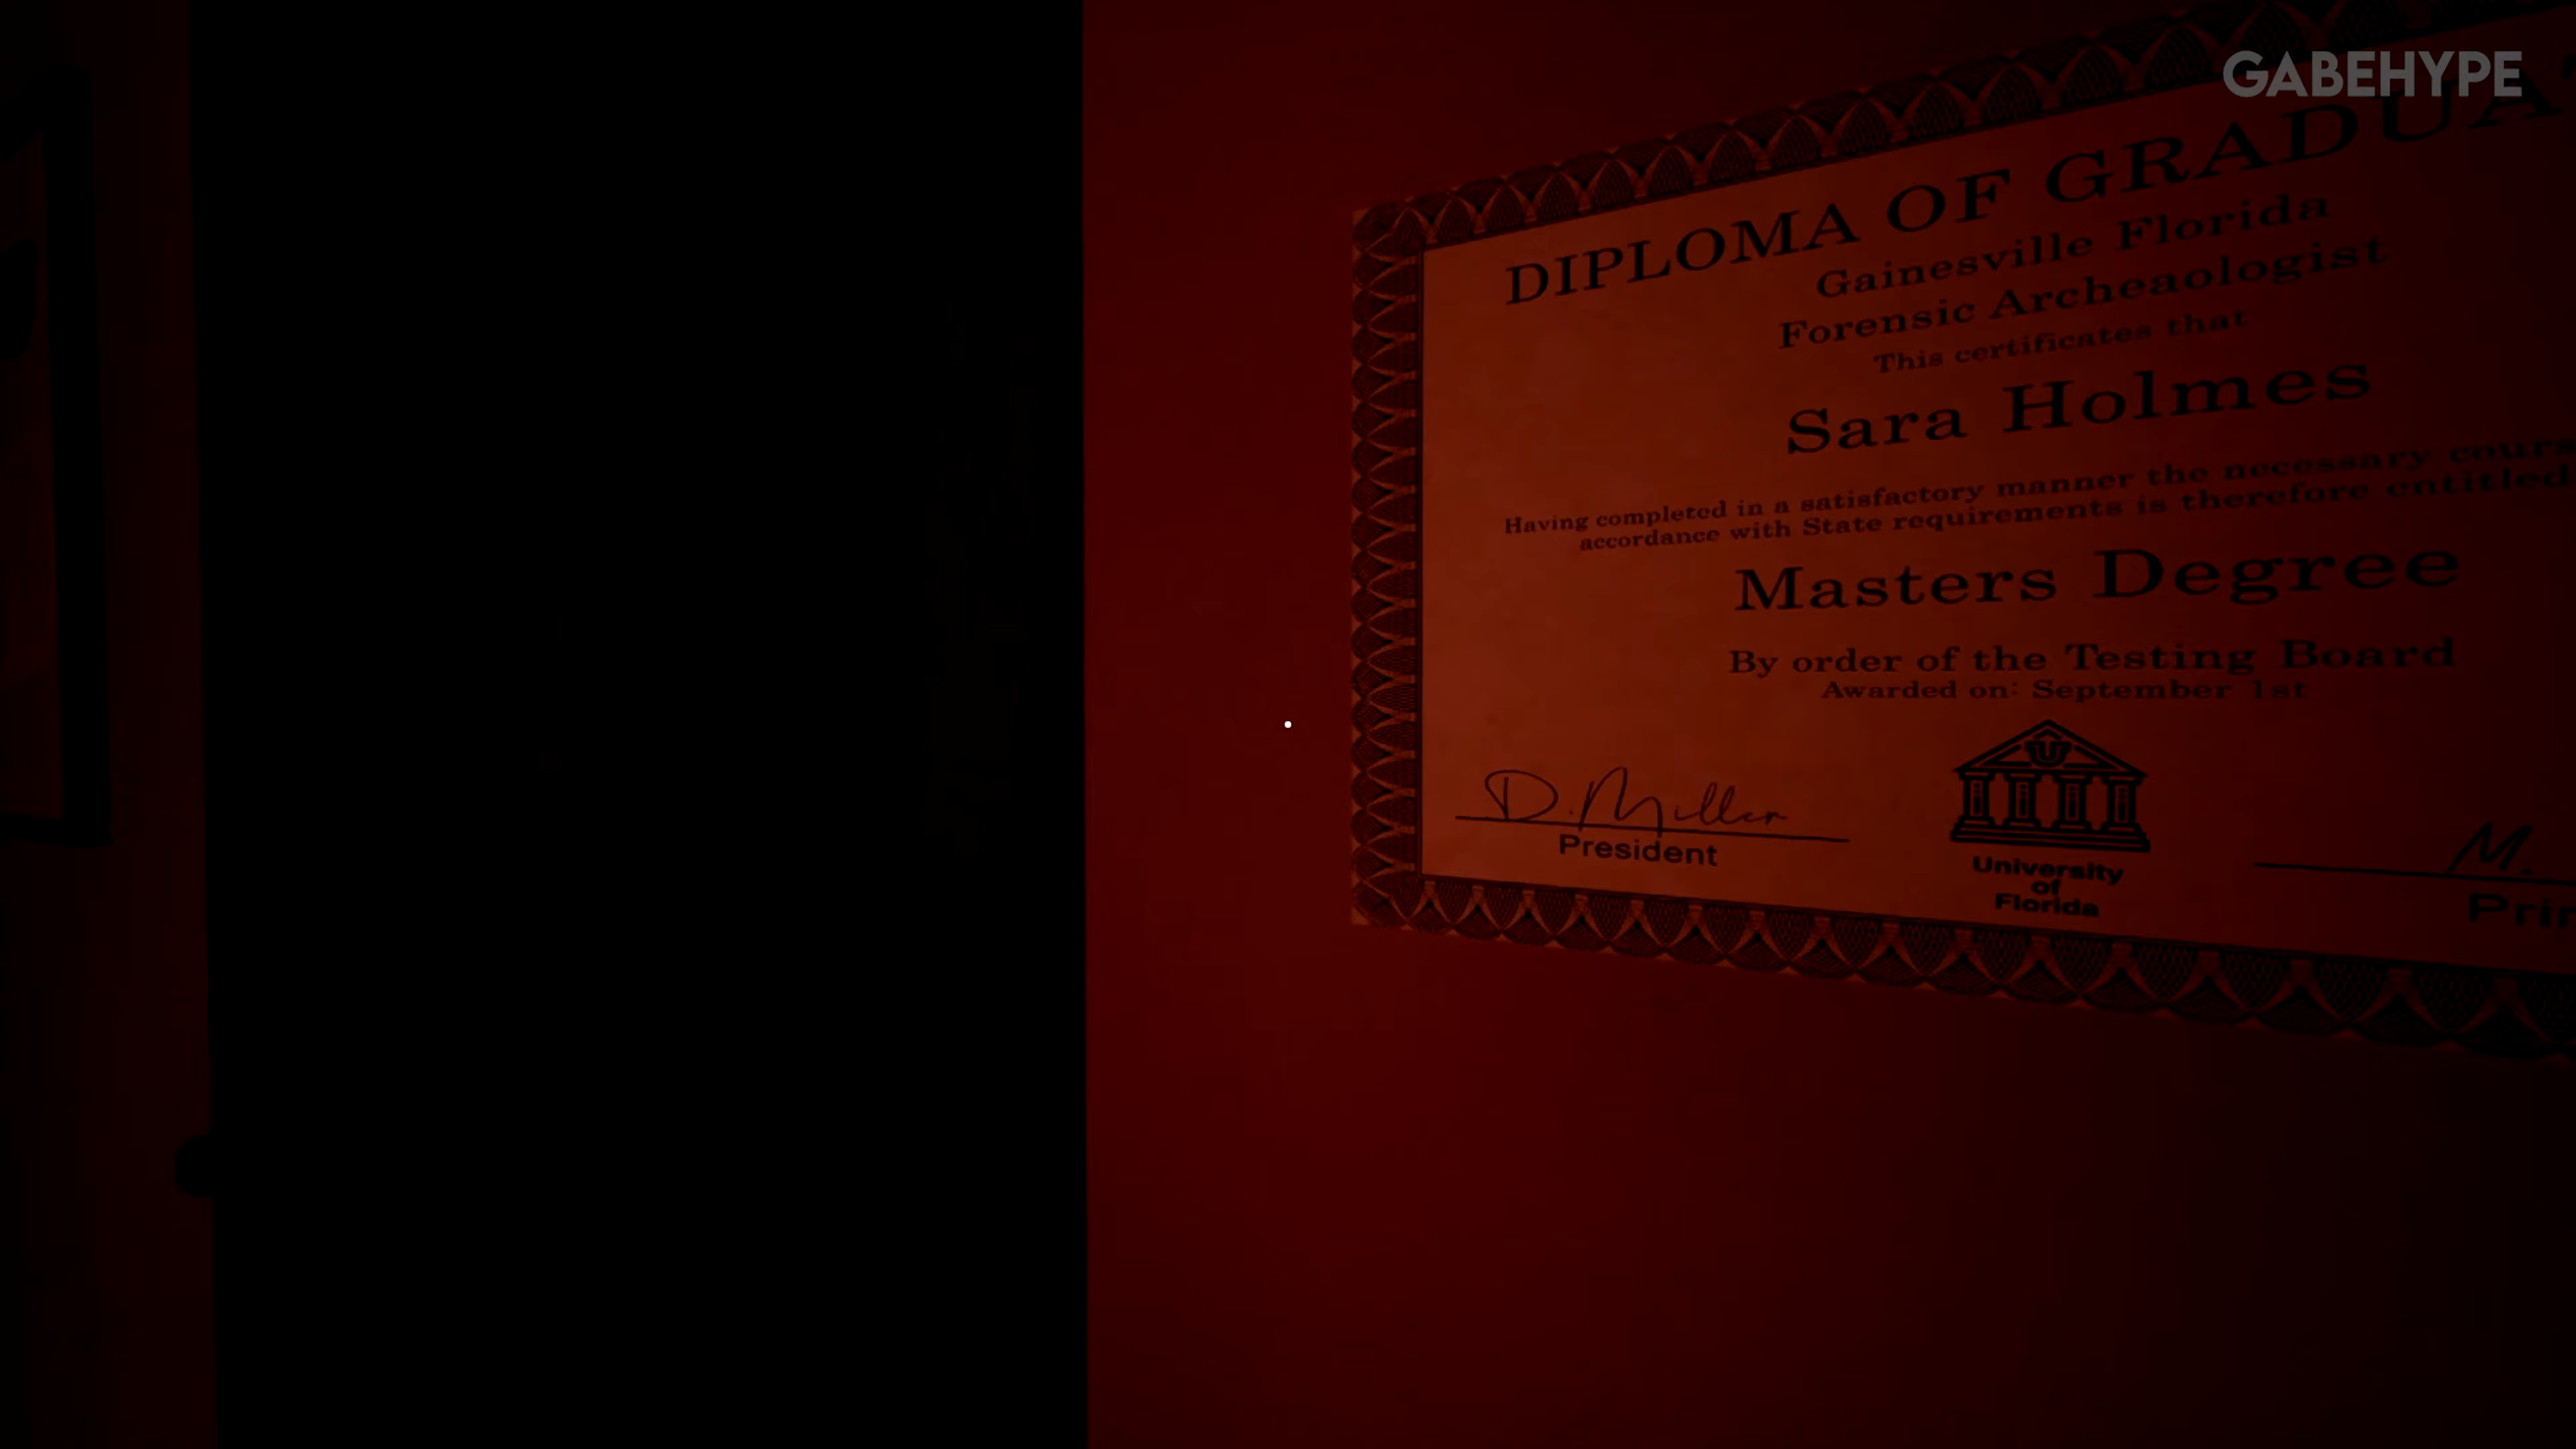 GABEHYPE
DIPLOMA OF
Gainesville Florida
Forensic Archeaologist
This certificates that
Sara Holmes
Having completed in a satisfactory manner the necessary
accordance with State requirements is therefore entitled
Masters Degree
By order of the Testing Board
Awarded on: September 1st
D. Miller
President
University
of
Florida
M.